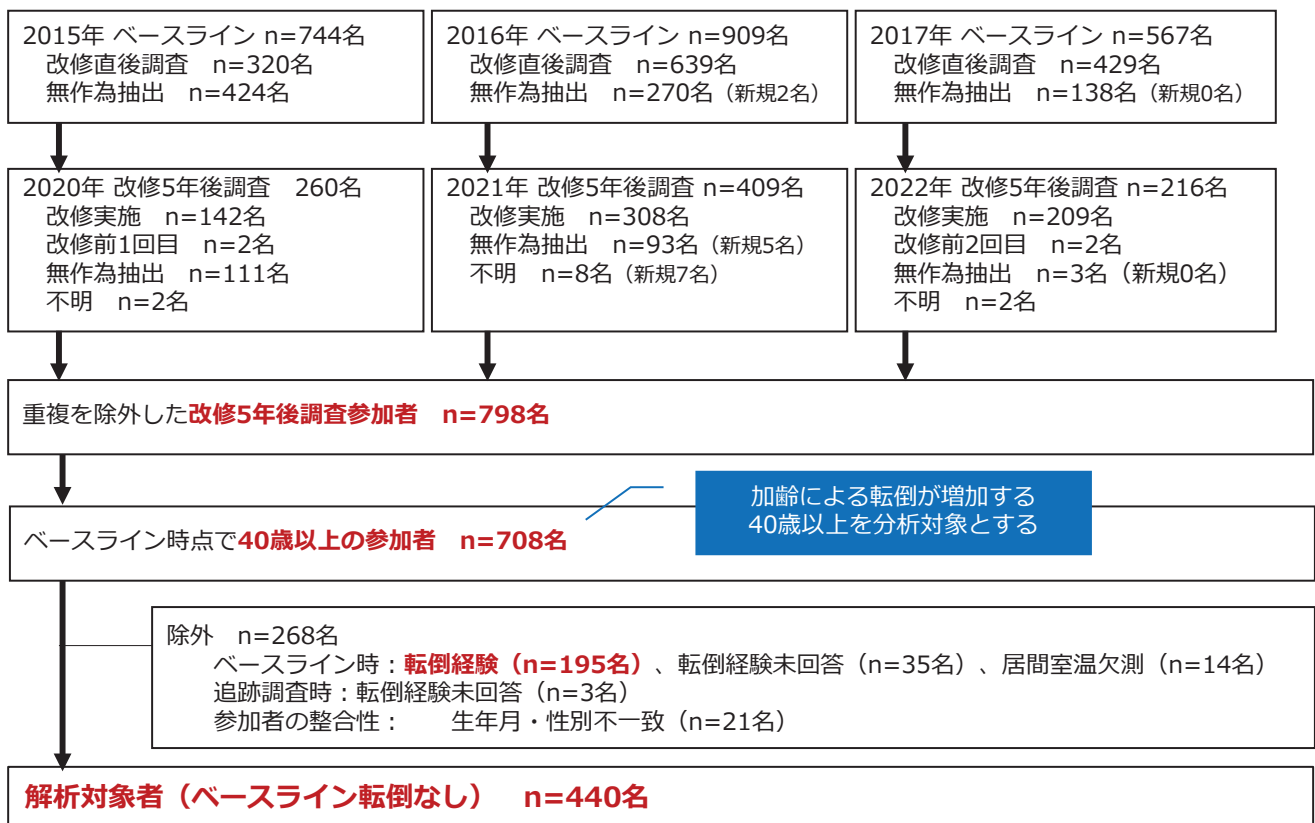 2015年 ベースライン n=744名
改修直後調査　n=320名
無作為抽出　n=424名
2016年 ベースライン n=909名
改修直後調査　n=639名
無作為抽出　n=270名（新規2名）
2017年 ベースライン n=567名
改修直後調査　n=429名
無作為抽出　n=138名（新規0名）
2020年 改修5年後調査　260名
改修実施　n=142名
改修前1回目　n=2名
無作為抽出　n=111名
不明　n=2名
2021年 改修5年後調査 n=409名
改修実施　n=308名
無作為抽出　n=93名（新規5名）
不明　n=8名（新規7名）
2022年 改修5年後調査 n=216名
改修実施　n=209名
改修前2回目　n=2名
無作為抽出　n=3名（新規0名）
不明　n=2名
重複を除外した改修5年後調査参加者　n=798名
加齢による転倒が増加する
40歳以上を分析対象とする
ベースライン時点で40歳以上の参加者　n=708名
除外　n=268名
ベースライン時：転倒経験（n=195名）、転倒経験未回答（n=35名）、居間室温欠測（n=14名）
追跡調査時：転倒経験未回答（n=3名）
参加者の整合性：　生年月・性別不一致（n=21名）
解析対象者（ベースライン転倒なし）　n=440名